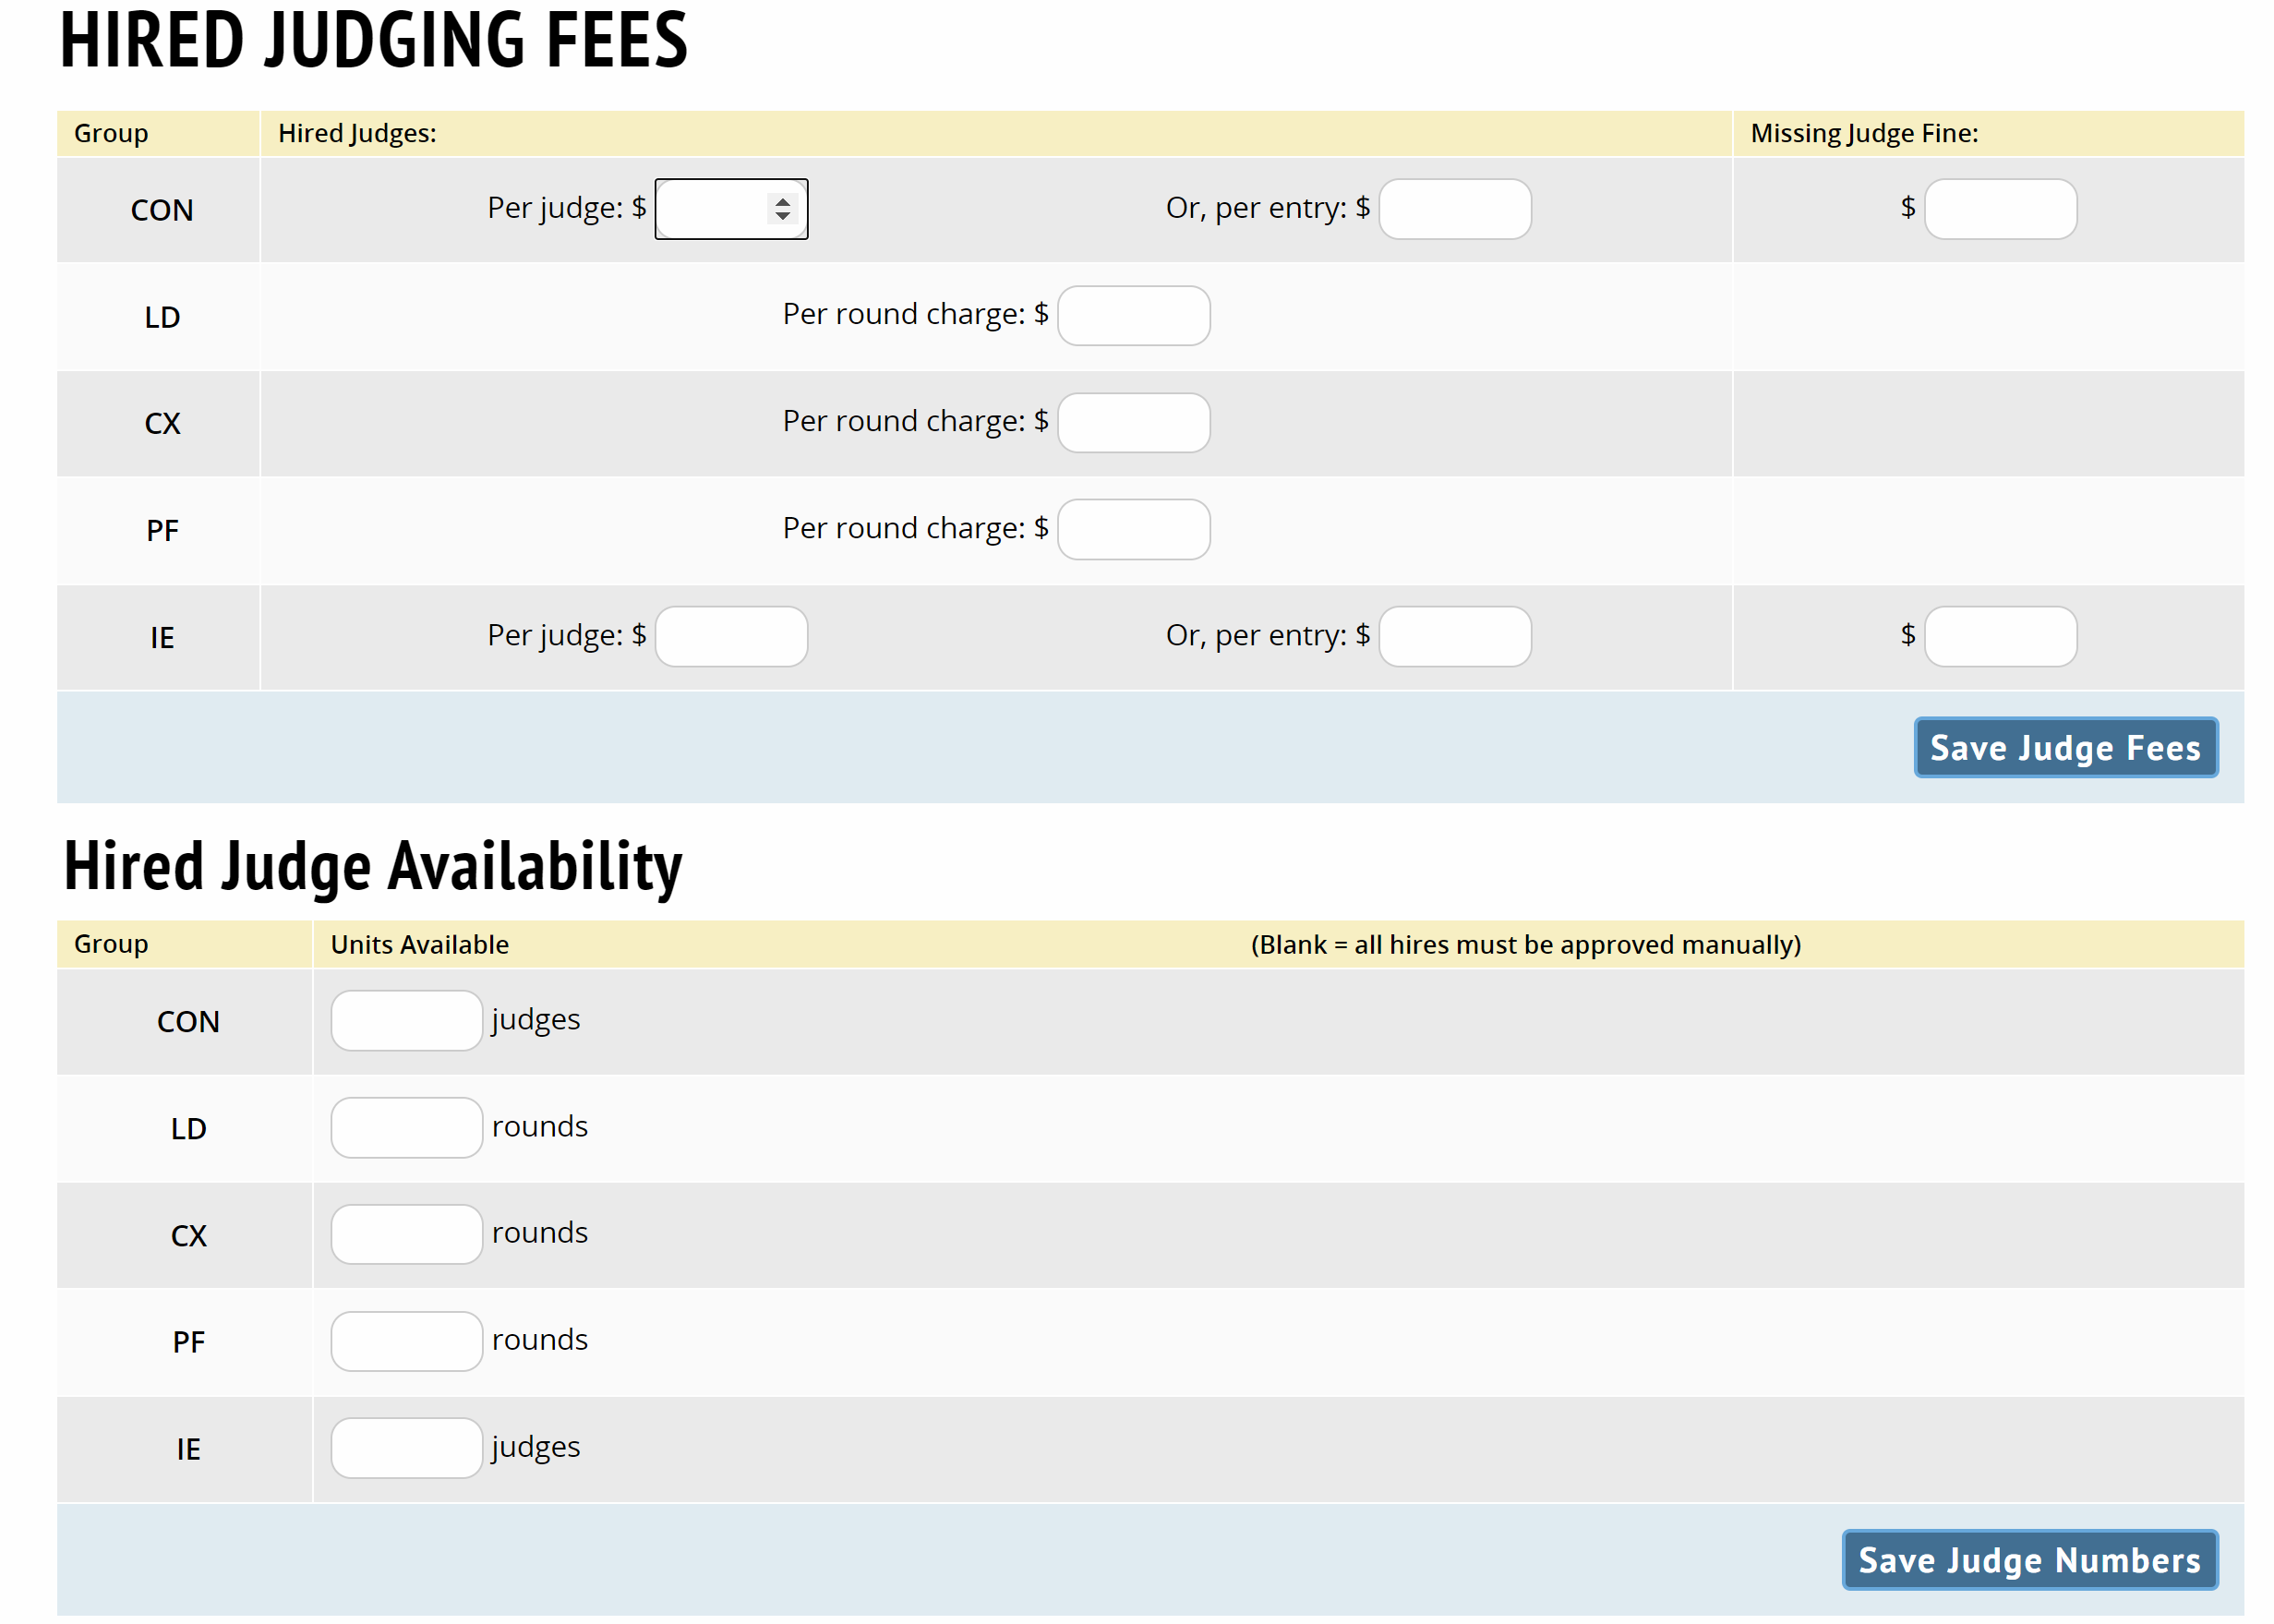 HIRED JUDGING FEES
Group Hired Judges: Missing Judge Fine:
CON Per judge: $ Or, per entry: $ $
LD Per round charge: $
CX Per round charge: $
PF Per round charge: $
IE Per judge: $ Or, per entry: $ $
Save Judge Fees
Hired Judge Availability
Group Units Available (Blank = all hires must be approved manually)
CON judges
LD rounds
CX rounds
PF rounds
IE judges
Save Judge Numbers